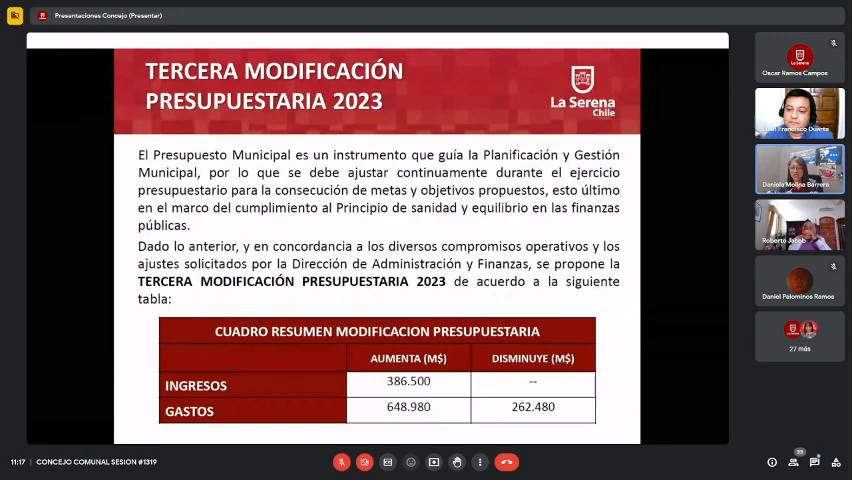 Presentaciones Concejo (Presentar)
TERCERA MODIFICACIÓN
PRESUPUESTARIA 2023
La Serena
Chile
El Presupuesto Municipal es un instrumento que guía la Planificación y Gestión
Municipal, por lo que se debe ajustar continuamente durante el ejercicio
presupuestario para la consecución de metas y objetivos propuestos, esto último
en el marco del cumplimiento al Principio de sanidad y equilibrio en las finanzas
públicas.
Dado lo anterior, y en concordancia a los diversos compromisos operativos y los
ajustes solicitados por la Dirección de Administración y Finanzas, se propone la
TERCERA MODIFICACIÓN PRESUPUESTARIA 2023 de acuerdo a la siguiente
tabla:
CUADRO RESUMEN MODIFICACION PRESUPUESTARIA
AUMENTA (M$) DISMINUYE (M$)
INGRESOS 386.500 --
GASTOS 648.980 262.480
La Serena
Oscar Ramos Campos
Francisco Duarte
Daniela Molina Barrera
Roberto Jacob
Daniel Palominos Ramos
27 más
11:17 CONCEJO COMUNAL SESION #1319
33